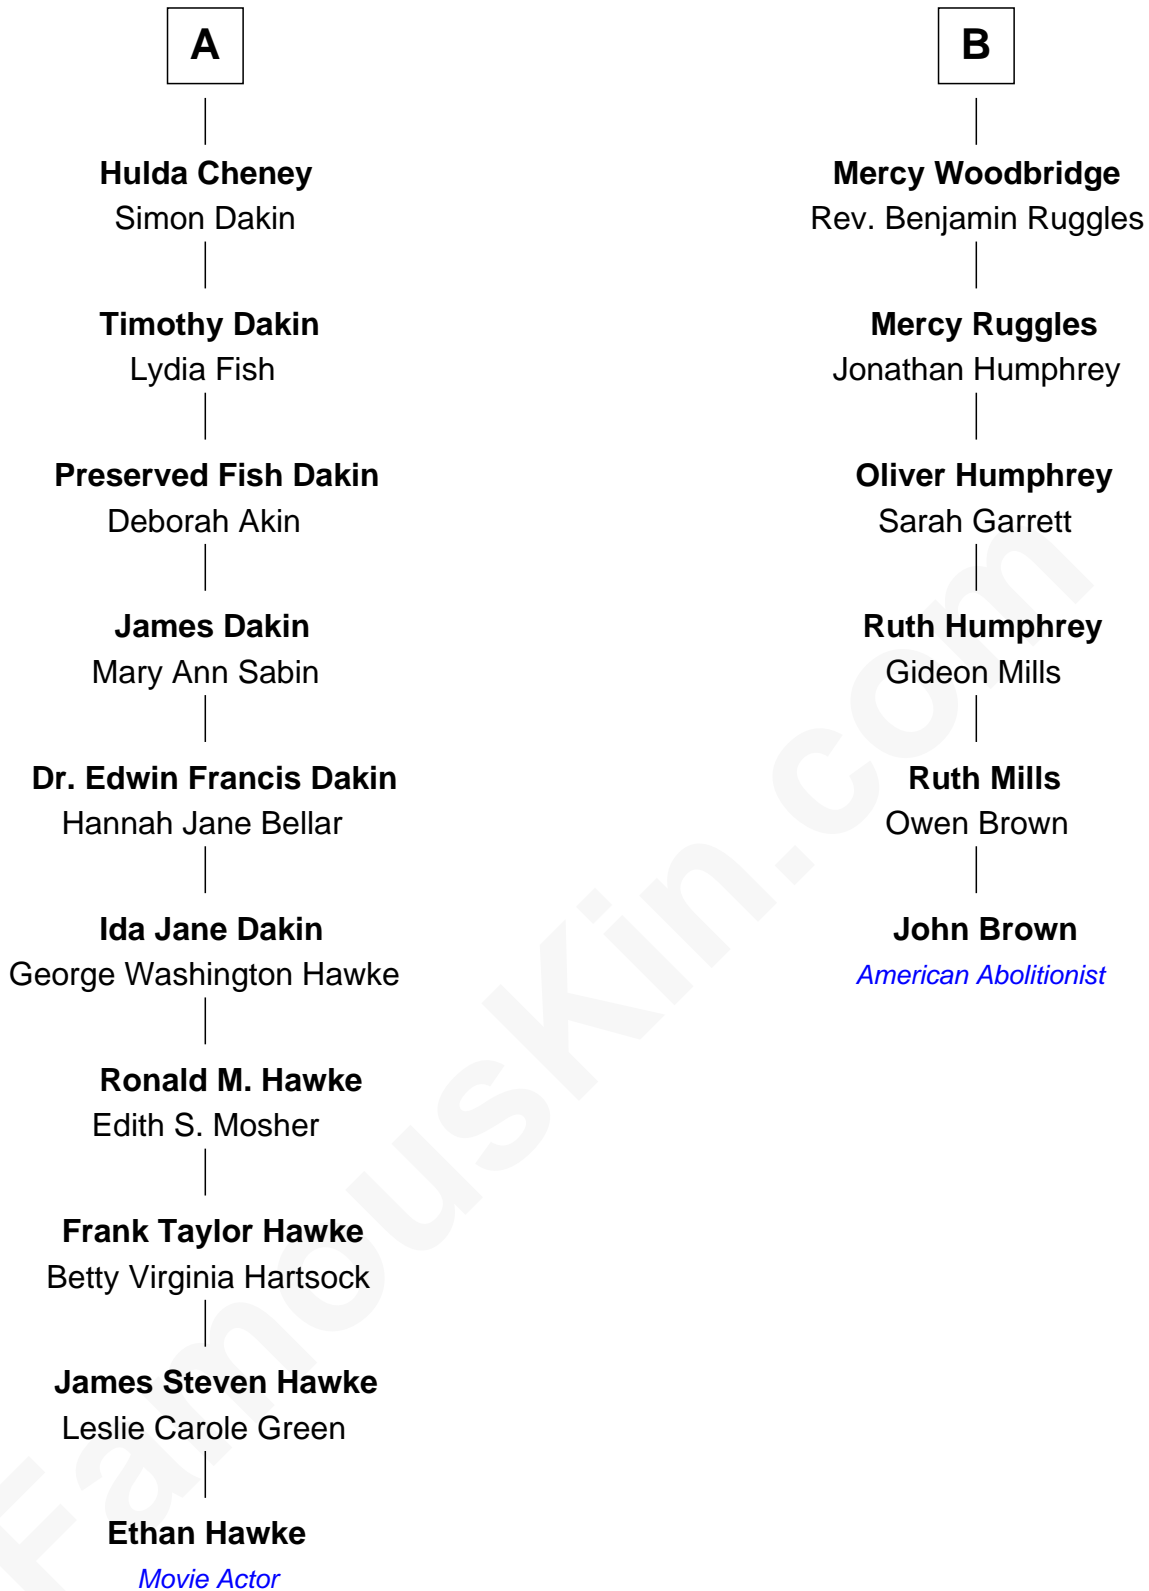 A
Hulda Cheney
Simon Dakin
Timothy Dakin
Lydia Fish
Preserved Fish Dakin
Deborah Akin
James Dakin
Mary Ann Sabin
Dr. Edwin Francis Dakin
Hannah Jane Bellar
Ida Jane Dakin
George Washington Hawke
Ronald M. Hawke
Edith S. Mosher
Frank Taylor Hawke
Betty Virginia Hartsock
James Steven Hawke
Leslie Carole Green
Ethan Hawke
Movie Actor
B
Mercy Woodbridge
Rev. Benjamin Ruggles
Mercy Ruggles
Jonathan Humphrey
Oliver Humphrey
Sarah Garrett
Ruth Humphrey
Gideon Mills
Ruth Mills
Owen Brown
John Brown
American Abolitionist
FamousKin.com